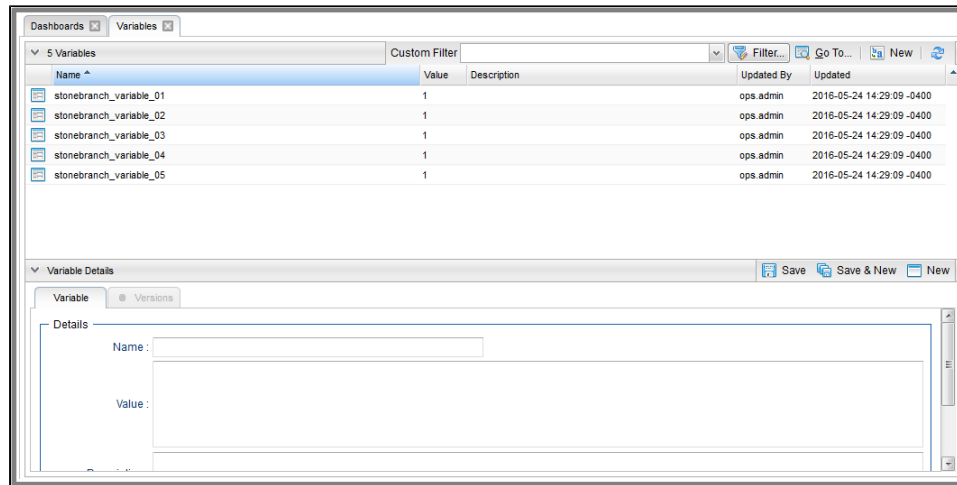 Dashboards Variables
5 Variables Custom Filter Filter... Go To... New
Name Value Description Updated By Updated
stonebranch_variable_01 1 ops.admin 2016-05-24 14:29:09 -0400
stonebranch_variable_02 1 ops.admin 2016-05-24 14:29:09 -0400
stonebranch_variable_03 1 ops.admin 2016-05-24 14:29:09 -0400
stonebranch_variable_04 1 ops.admin 2016-05-24 14:29:09 -0400
stonebranch_variable_05 1 ops.admin 2016-05-24 14:29:09 -0400
Variable Details Save Save & New New
Variable Versions
Details
Name :
Value :